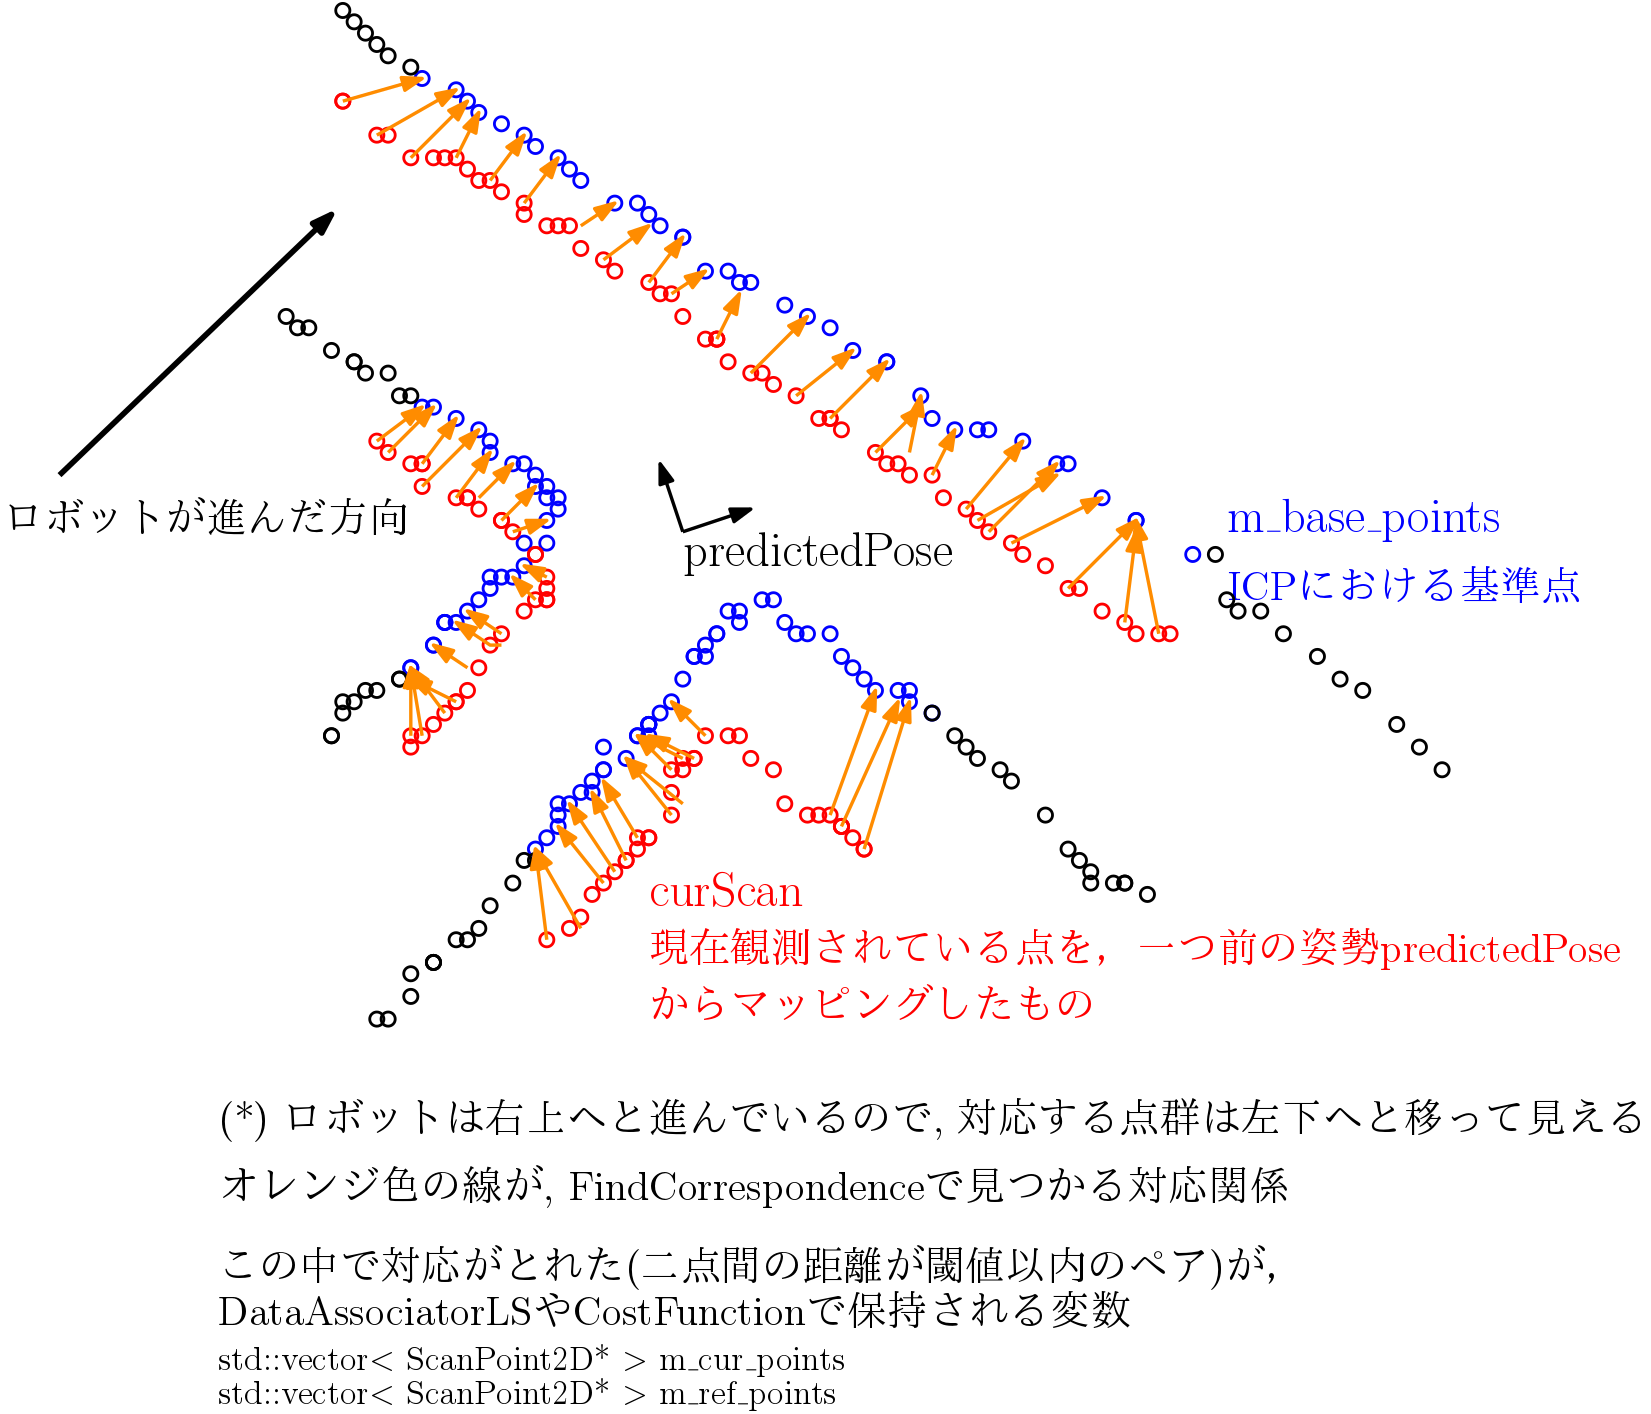 ロボットが進んだ方向
predictedPose
m_base_points
ICPにおける基準点
curScan
現在観測されている点を，一つ前の姿勢predictedPose
からマッピングしたもの
(*) ロボットは右上へと進んでいるので, 対応する点群は左下へと移って見える
オレンジ色の線が, FindCorrespondenceで見つかる対応関係
この中で対応がとれた(二点間の距離が閾値以内のペア)が，
DataAssociatorLSやCostFunctionで保持される変数
std::vector< ScanPoint2D* > m_cur_points
std::vector< ScanPoint2D* > m_ref_points